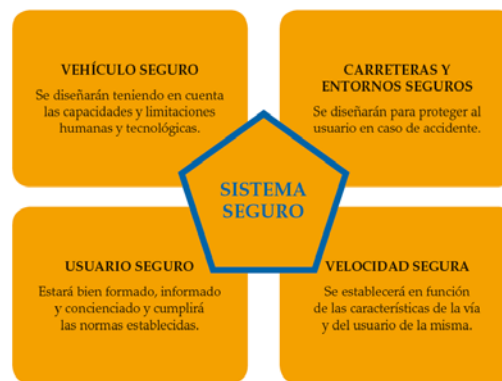 VEHÍCULO SEGURO
Se diseñarán teniendo en cuenta
las capacidades y limitaciones
humanas y tecnológicas.
CARRETERAS Y
ENTORNOS SEGUROS
Se diseñarán para proteger al
usuario en caso de accidente.
SISTEMA
SEGURO
USUARIO SEGURO
Estará bien formado, informado
y concienciado y cumplirá
las normas establecidas.
VELOCIDAD SEGURA
Se establecerá en función
de las características de la vía
y del usuario de la misma.